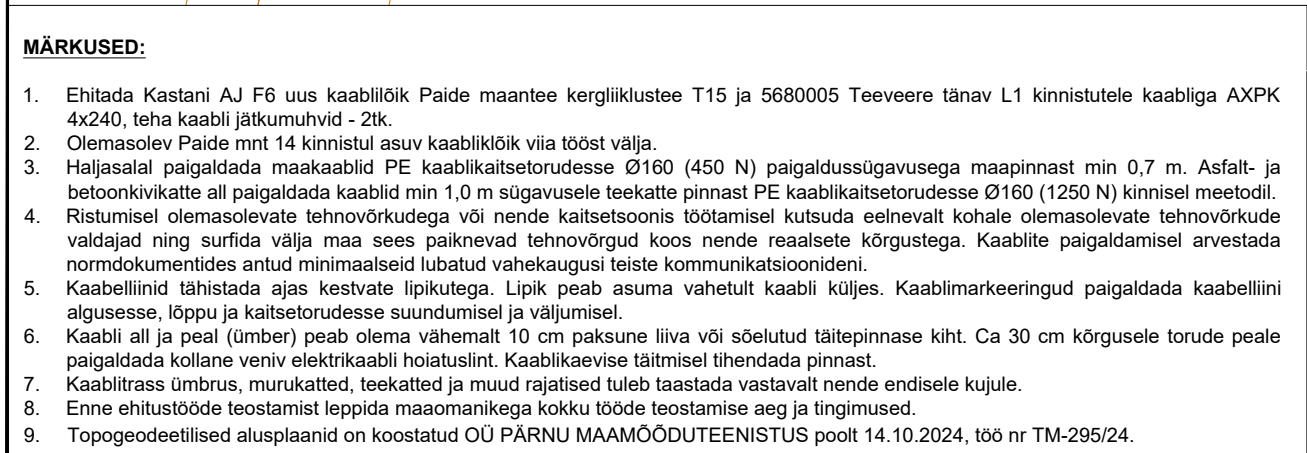 MÄRKUSED:
1. Ehitada Kastani AJ F6 uus kaablilõik Paide maantee kergliiklustee T15 ja 5680005 Teeveere tänav L1 kinnistutele kaabliga AXPK
4x240, teha kaabli jätkumuhvid - 2tk.
2. Olemasolev Paide mnt 14 kinnistul asuv kaabliklõik viia tööst välja.
3. Haljasalal paigaldada maakaablid PE kaablikaitsetorudesse Ø160 (450 N) paigaldussügavusega maapinnast min 0,7 m. Asfalt- ja
betoonkivikatte all paigaldada kaablid min 1,0 m sügavusele teekatte pinnast PE kaablikaitsetorudesse Ø160 (1250 N) kinnisel meetodil.
4. Ristumisel olemasolevate tehnovõrkudega või nende kaitsetsoonis töötamisel kutsuda eelnevalt kohale olemasolevate tehnovõrkude
valdajad ning surfida välja maa sees paiknevad tehnovõrgud koos nende reaalsete kõrgustega. Kaablite paigaldamisel arvestada
normdokumentides antud minimaalseid lubatud vahekaugusi teiste kommunikatsioonideni.
5. Kaabelliinid tähistada ajas kestvate lipikutega. Lipik peab asuma vahetult kaabli küljes. Kaablimarkeeringud paigaldada kaabelliini
algusesse, lõppu ja kaitsetorudesse suundumisel ja väljumisel.
6. Kaabli all ja peal (ümber) peab olema vähemalt 10 cm paksune liiva või sõelutud täitepinnase kiht. Ca 30 cm kõrgusele torude peale
paigaldada kollane veniv elektrikaabli hoiatuslint. Kaablikaevise täitmisel tihendada pinnast.
7. Kaablitrass ümbrus, murukatted, teekatted ja muud rajatised tuleb taastada vastavalt nende endisele kujule.
8. Enne ehitustööde teostamist leppida maaomanikega kokku tööde teostamise aeg ja tingimused.
9. Topogeodeetilised alusplaanid on koostatud OÜ PÄRNU MAAMÕÕDUTEENISTUS poolt 14.10.2024, töö nr TM-295/24.